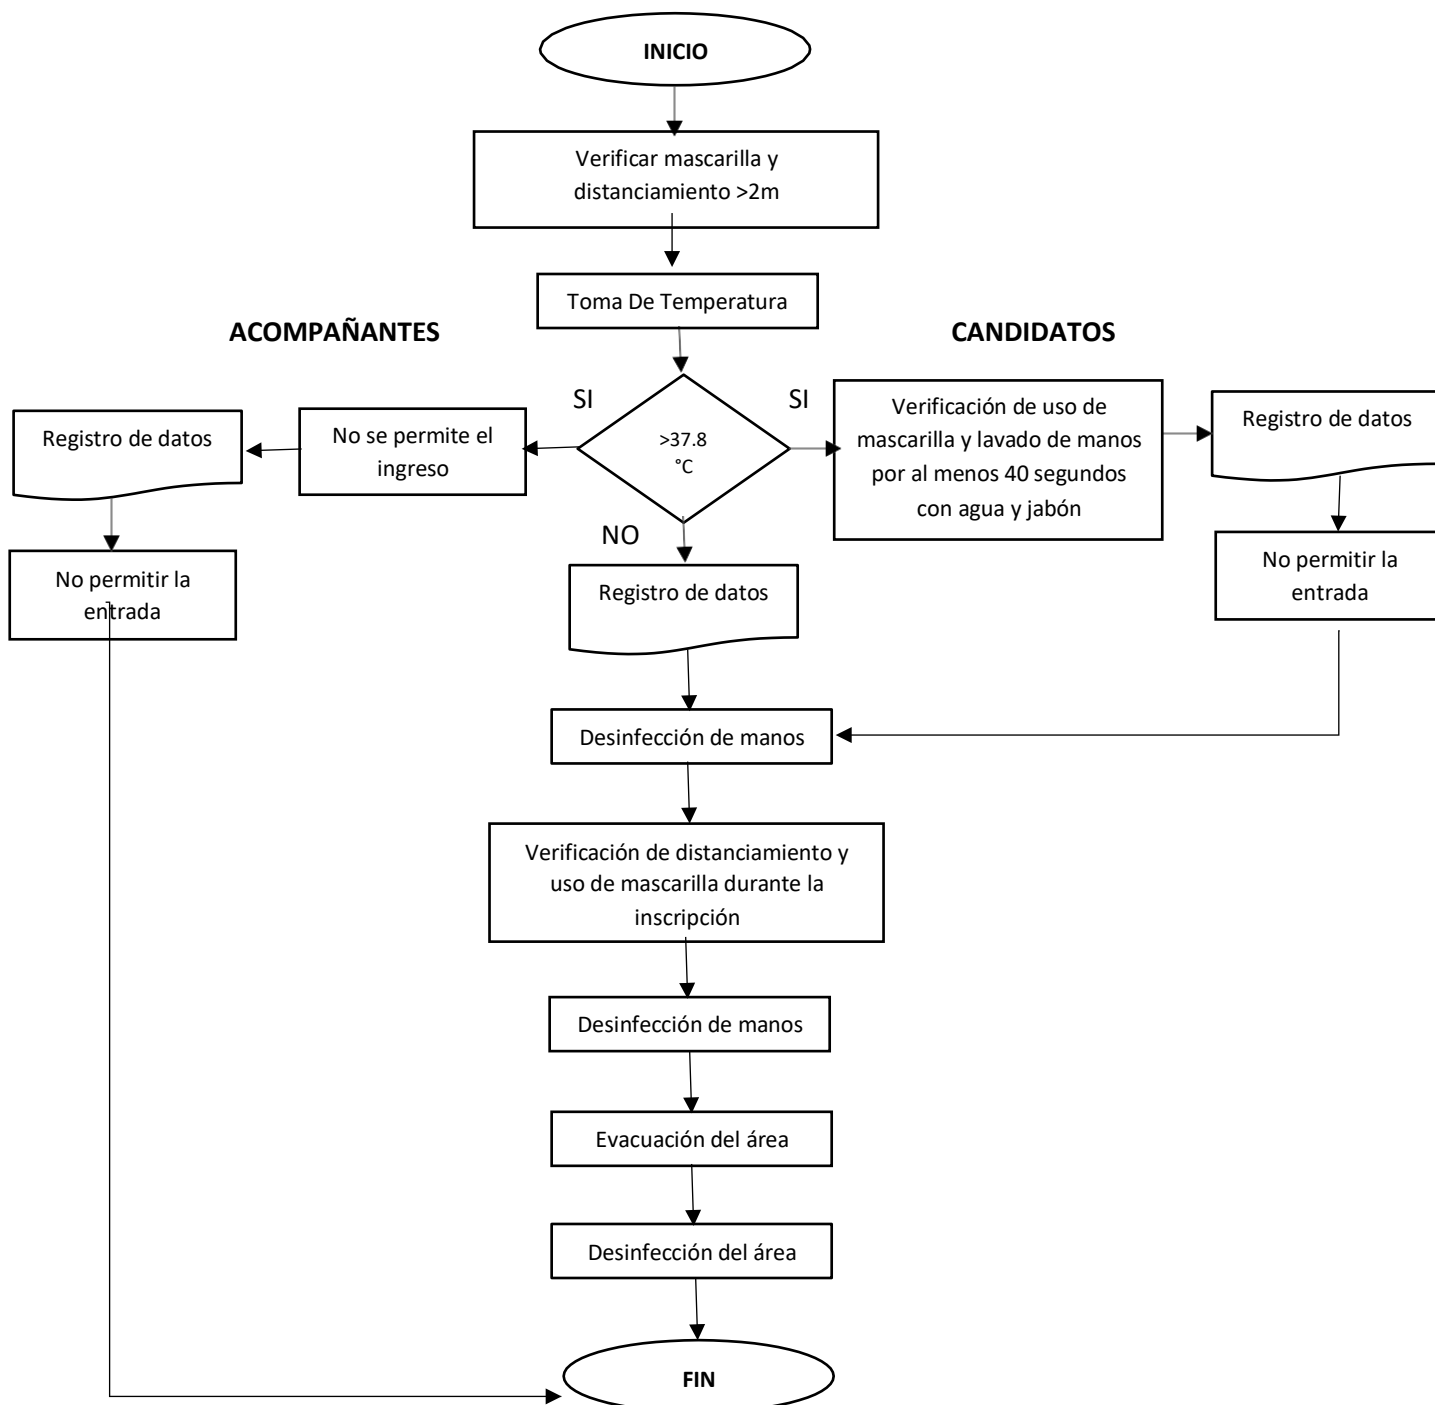 INICIO
Verificar mascarilla y
distanciamiento >2m
Toma De Temperatura
ACOMPAÑANTES
CANDIDATOS
SI
SI
Registro de datos
No se permite el
ingreso
>37.8
°C
Verificación de uso de
mascarilla y lavado de manos
por al menos 40 segundos
con agua y jabón
Registro de datos
NO
No permitir la
entrada
Registro de datos
No permitir la
entrada
Desinfección de manos
Verificación de distanciamiento y
uso de mascarilla durante la
inscripción
Desinfección de manos
Evacuación del área
Desinfección del área
FIN